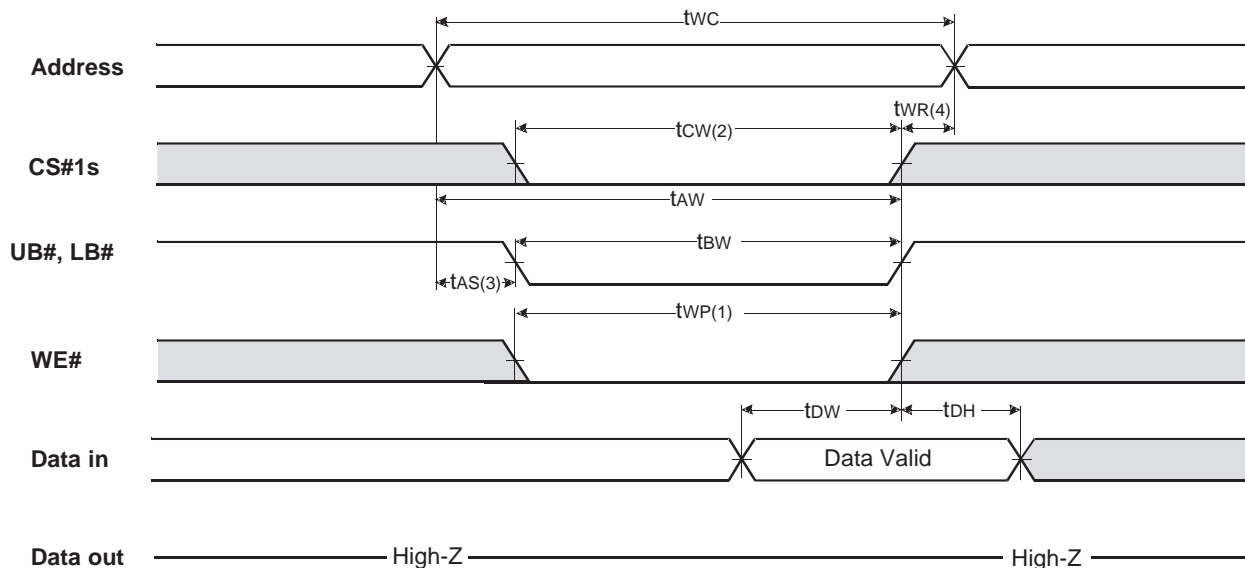 tWC
Address
tWR(4)
tCW(2)
CS#1s
tAW
tBW
UB#, LB#
tAS(3)
tWP(1)
WE#
tDW
tDH
Data in
Data Valid
Data out
High-Z
High-Z